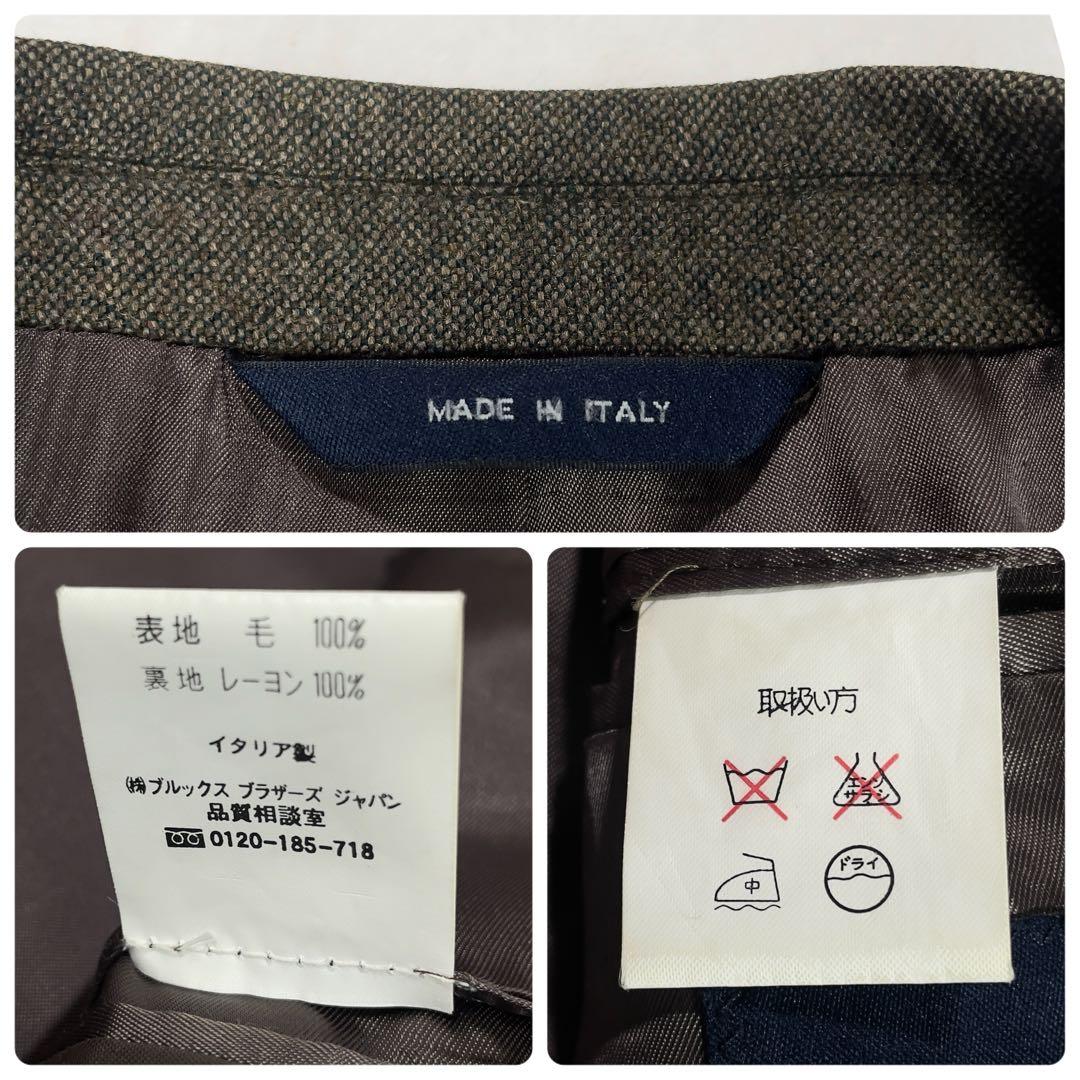 MADE IN ITALY
表地 毛 100%
裏地 レーヨン 100%
イタリア製
㈱ブルックス ブラザーズ ジャパン
品質相談室
0120-185-718
取扱い方
エンソ
サラシ
中
ドライ